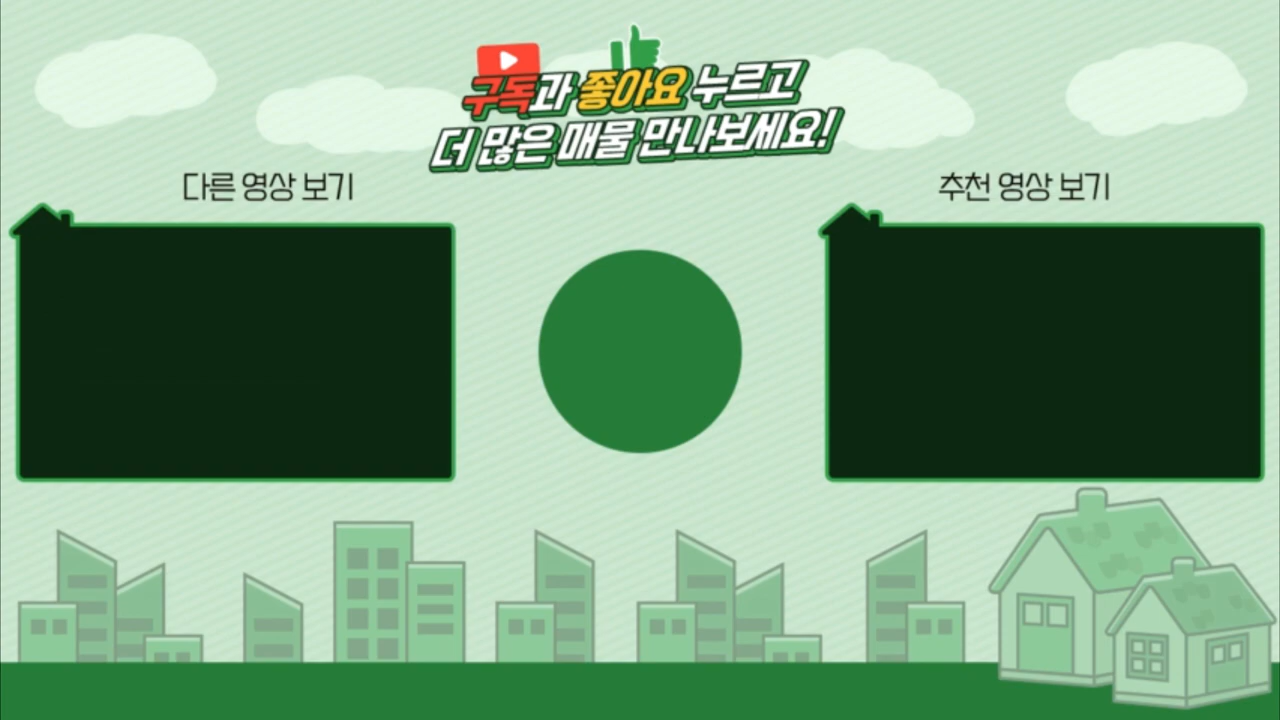 구독과 좋아요 누르고
더 많은 매물 만나보세요!
다른 영상 보기
추천 영상 보기